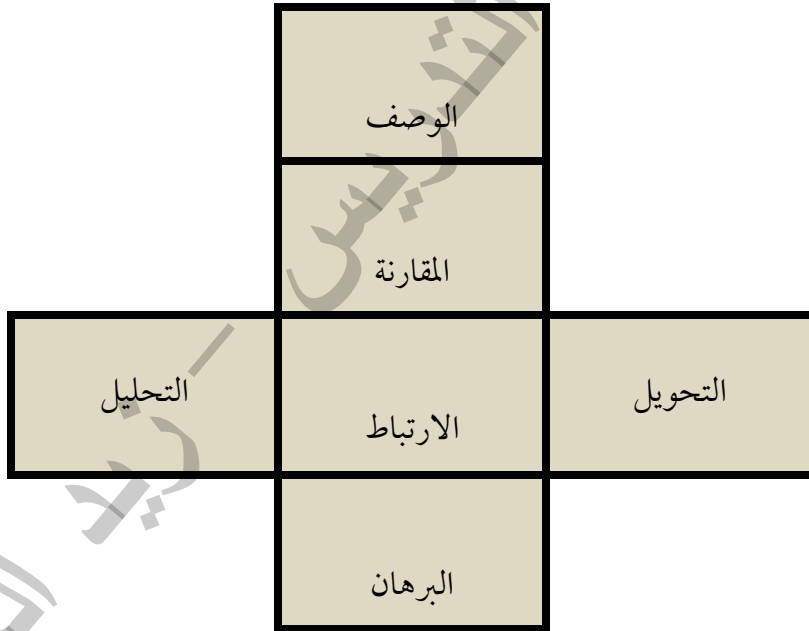 الوصف
المقارنة
التحويل
الارتباط
التحليل
البرهان